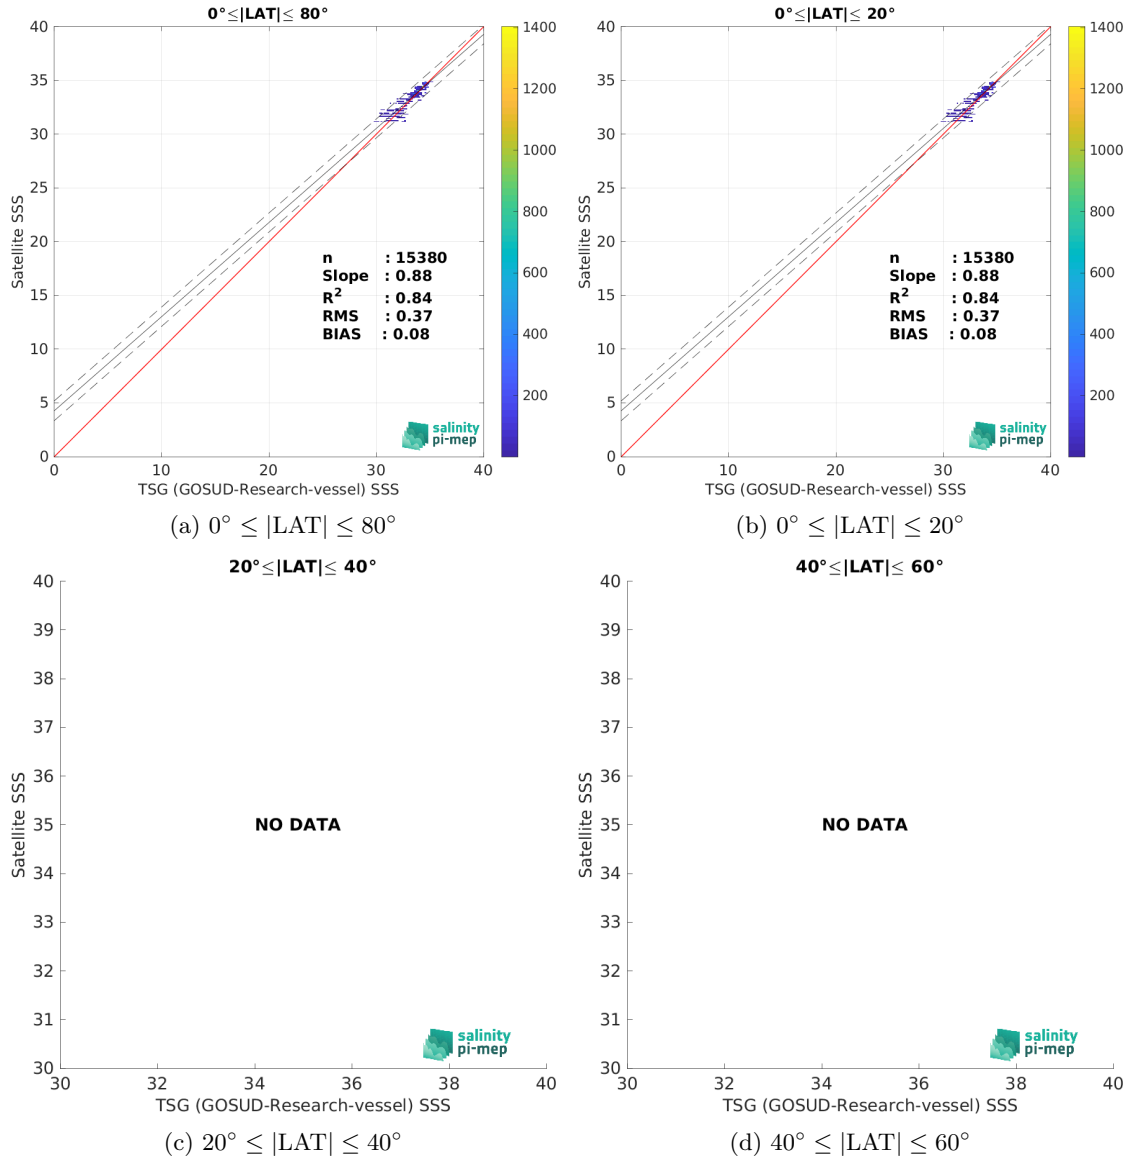 0°≤|LAT|≤ 80°
40
35
30
25
20
15
10
5
0
Satellite SSS
n : 15380
Slope : 0.88
R² : 0.84
RMS : 0.37
BIAS : 0.08
salinity
pi-mep
0 10 20 30 40
TSG (GOSUD-Research-vessel) SSS
1400
1200
1000
800
600
400
200
(a) 0° ≤ |LAT| ≤ 80°
0°≤|LAT|≤ 20°
40
35
30
25
20
15
10
5
0
Satellite SSS
n : 15380
Slope : 0.88
R² : 0.84
RMS : 0.37
BIAS : 0.08
salinity
pi-mep
0 10 20 30 40
TSG (GOSUD-Research-vessel) SSS
1400
1200
1000
800
600
400
200
(b) 0° ≤ |LAT| ≤ 20°
20°≤|LAT|≤ 40°
40
39
38
37
36
35
34
33
32
31
30
Satellite SSS
NO DATA
salinity
pi-mep
30 32 34 36 38 40
TSG (GOSUD-Research-vessel) SSS
(c) 20° ≤ |LAT| ≤ 40°
40°≤|LAT|≤ 60°
40
39
38
37
36
35
34
33
32
31
30
Satellite SSS
NO DATA
salinity
pi-mep
30 32 34 36 38 40
TSG (GOSUD-Research-vessel) SSS
(d) 40° ≤ |LAT| ≤ 60°